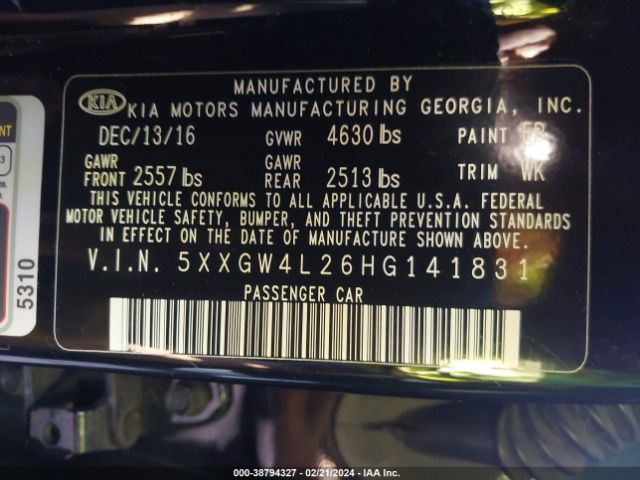 MANUFACTURED BY
KIA KIA MOTORS MANUFACTURING GEORGIA, INC.
DEC/13/16 GVWR 4630 lbs PAINT EB
GAWR FRONT 2557 lbs GAWR REAR 2513 lbs TRIM WK
THIS VEHICLE CONFORMS TO ALL APPLICABLE U.S.A. FEDERAL
MOTOR VEHICLE SAFETY, BUMPER, AND THEFT PREVENTION STANDARDS
IN EFFECT ON THE DATE OF MANUFACTURE SHOWN ABOVE.
V.I.N. 5XXGW4L26HG141831
PASSENGER CAR
5310
000-38794327 - 02/21/2024 - IAA Inc.